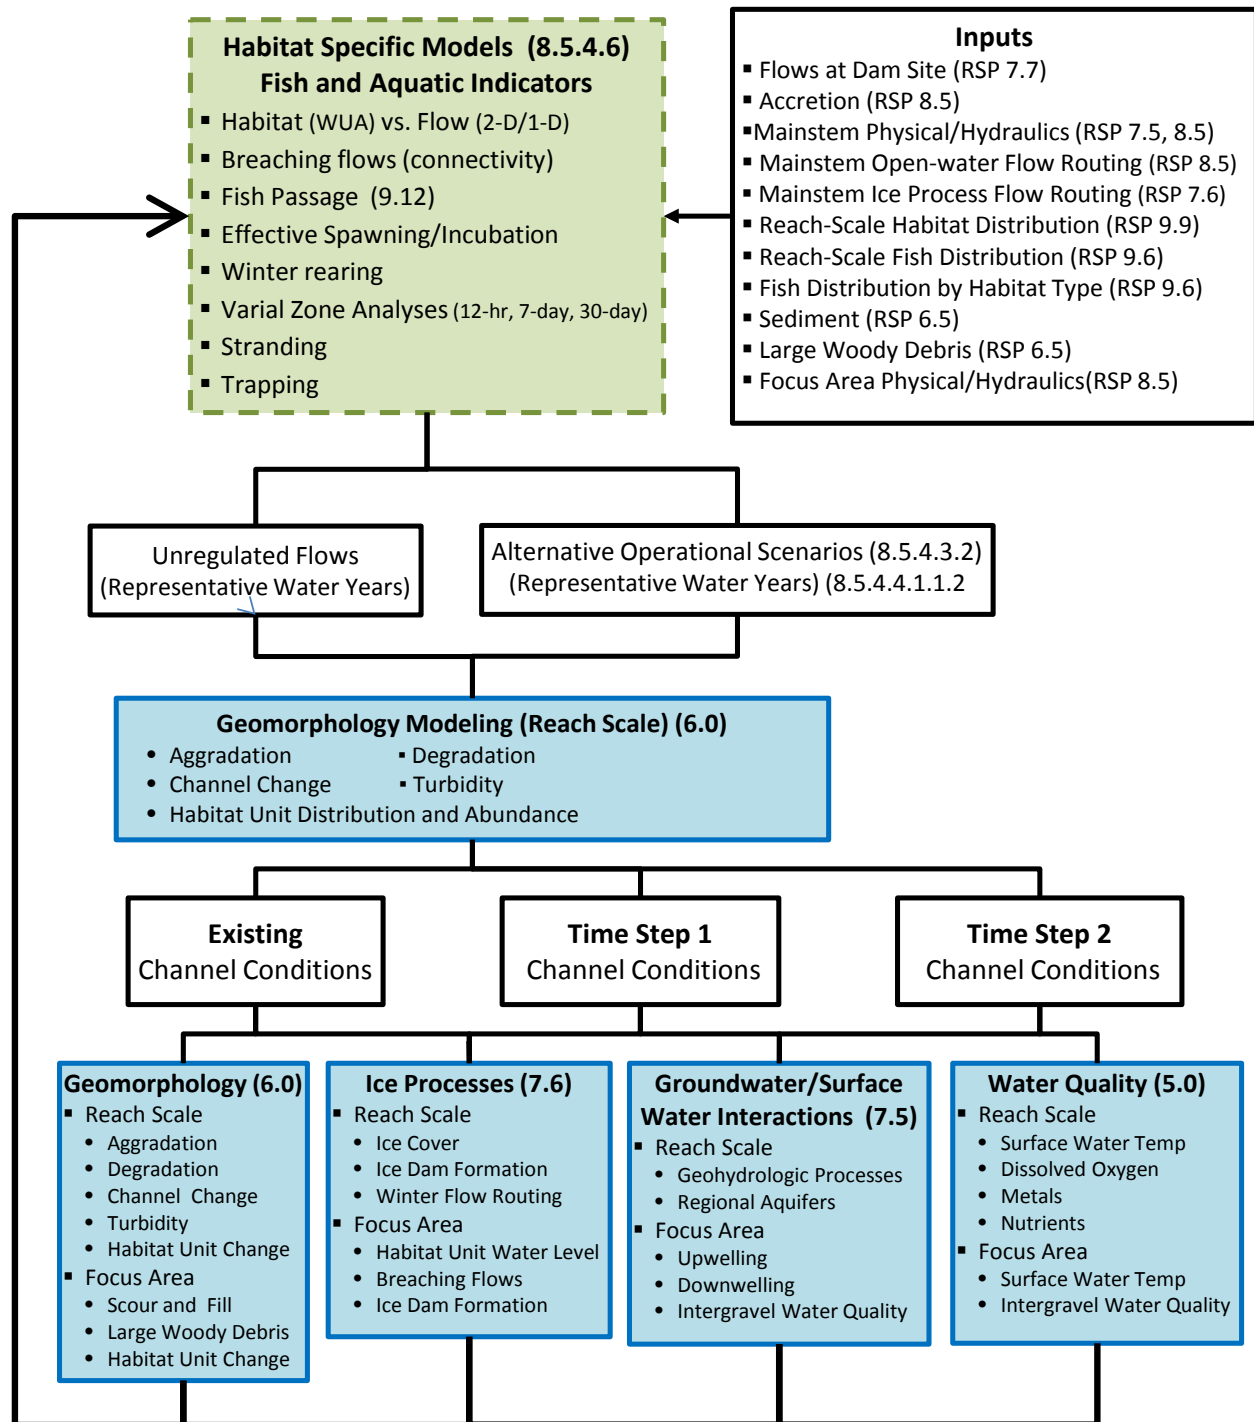 Habitat Specific Models (8.5.4.6)
Fish and Aquatic Indicators
▪ Habitat (WUA) vs. Flow (2-D/1-D)
▪ Breaching flows (connectivity)
▪ Fish Passage (9.12)
▪ Effective Spawning/Incubation
▪ Winter rearing
▪ Varial Zone Analyses (12-hr, 7-day, 30-day)
▪ Stranding
▪ Trapping
Inputs
▪ Flows at Dam Site (RSP 7.7)
▪ Accretion (RSP 8.5)
▪Mainstem Physical/Hydraulics (RSP 7.5, 8.5)
▪ Mainstem Open-water Flow Routing (RSP 8.5)
▪ Mainstem Ice Process Flow Routing (RSP 7.6)
▪ Reach-Scale Habitat Distribution (RSP 9.9)
▪ Reach-Scale Fish Distribution (RSP 9.6)
▪ Fish Distribution by Habitat Type (RSP 9.6)
▪ Sediment (RSP 6.5)
▪ Large Woody Debris (RSP 6.5)
▪ Focus Area Physical/Hydraulics(RSP 8.5)
Unregulated Flows
(Representative Water Years)
Alternative Operational Scenarios (8.5.4.3.2)
(Representative Water Years) (8.5.4.4.1.1.2
Geomorphology Modeling (Reach Scale) (6.0)
• Aggradation ▪ Degradation
• Channel Change ▪ Turbidity
• Habitat Unit Distribution and Abundance
Existing
Channel Conditions
Time Step 1
Channel Conditions
Time Step 2
Channel Conditions
Geomorphology (6.0)
▪ Reach Scale
• Aggradation
• Degradation
• Channel Change
• Turbidity
• Habitat Unit Change
▪ Focus Area
• Scour and Fill
• Large Woody Debris
• Habitat Unit Change
Ice Processes (7.6)
▪ Reach Scale
• Ice Cover
• Ice Dam Formation
• Winter Flow Routing
▪ Focus Area
• Habitat Unit Water Level
• Breaching Flows
• Ice Dam Formation
Groundwater/Surface
Water Interactions (7.5)
▪ Reach Scale
• Geohydrologic Processes
• Regional Aquifers
▪ Focus Area
• Upwelling
• Downwelling
• Intergravel Water Quality
Water Quality (5.0)
▪ Reach Scale
• Surface Water Temp
• Dissolved Oxygen
• Metals
• Nutrients
▪ Focus Area
• Surface Water Temp
• Intergravel Water Quality